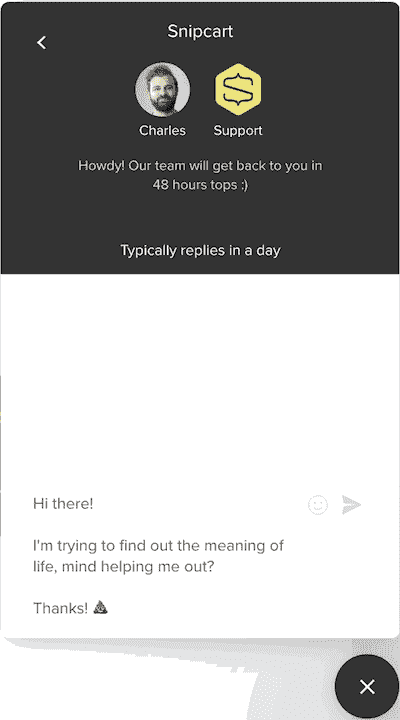 Snipcart
Charles
Support
Howdy! Our team will get back to you in
48 hours tops :)
Typically replies in a day
Hi there!
I'm trying to find out the meaning of
life, mind helping me out?
Thanks! 💩